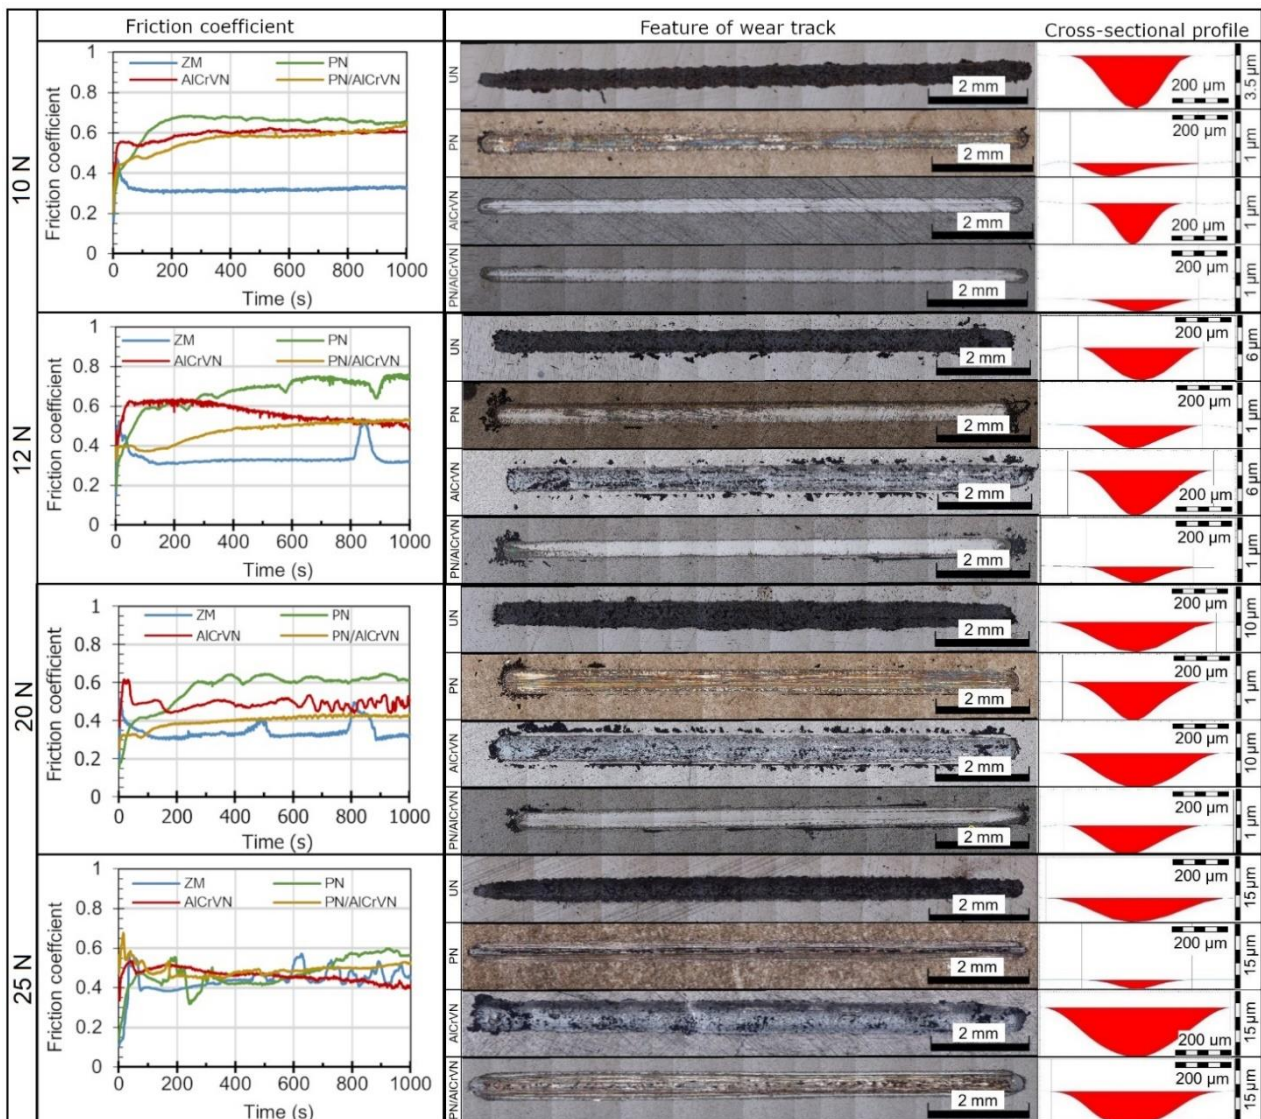 Friction coefficient
Feature of wear track
Cross-sectional profile
10 N
Friction coefficient
1
0.8
0.6
0.4
0.2
0
ZM
PN
AlCrVN
PN/AlCrVN
0
200
400
600
800
1000
Time (s)
UN
2 mm
200 µm
3.5 µm
PN
2 mm
200 µm
1 µm
AlCrVN
2 mm
200 µm
1 µm
PN/AlCrVN
2 mm
200 µm
1 µm
12 N
Friction coefficient
1
0.8
0.6
0.4
0.2
0
ZM
PN
AlCrVN
PN/AlCrVN
0
200
400
600
800
1000
Time (s)
UN
2 mm
200 µm
6 µm
PN
2 mm
200 µm
1 µm
AlCrVN
2 mm
200 µm
6 µm
PN/AlCrVN
2 mm
200 µm
1 µm
20 N
Friction coefficient
1
0.8
0.6
0.4
0.2
0
ZM
PN
AlCrVN
PN/AlCrVN
0
200
400
600
800
1000
Time (s)
UN
2 mm
200 µm
10 µm
PN
2 mm
200 µm
1 µm
AlCrVN
2 mm
200 µm
10 µm
PN/AlCrVN
2 mm
200 µm
1 µm
25 N
Friction coefficient
1
0.8
0.6
0.4
0.2
0
ZM
PN
AlCrVN
PN/AlCrVN
0
200
400
600
800
1000
Time (s)
UN
2 mm
200 µm
15 µm
PN
2 mm
200 µm
15 µm
AlCrVN
2 mm
200 um
15 µm
PN/AlCrVN
2 mm
200 µm
15 µm